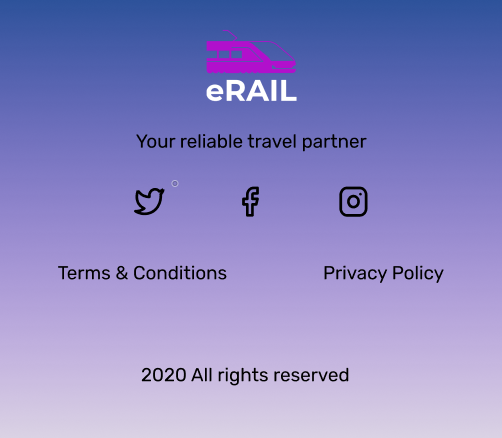 eRAIL
Your reliable travel partner
Terms & Conditions Privacy Policy
2020 All rights reserved